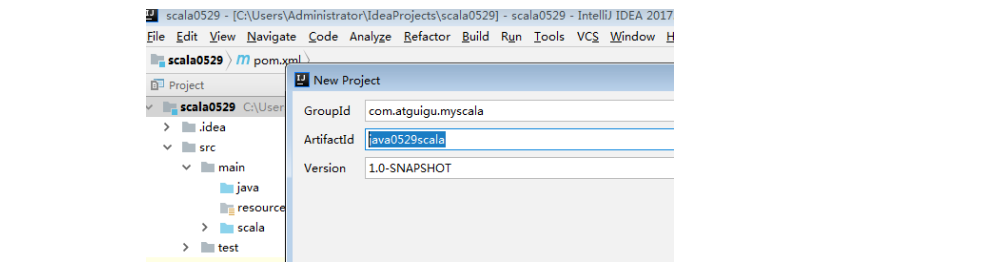 scala0529 - [C:\Users\Administrator\IdeaProjects\scala0529] - scala0529 - IntelliJ IDEA 2017
File Edit View Navigate Code Analyze Refactor Build Run Tools VCS Window H
scala0529 m pom.xml
Project
New Project
scala0529 C:\User
.idea
src
main
java
resource
scala
test
GroupId com.atguigu.myscala
ArtifactId java0529scala
Version 1.0-SNAPSHOT